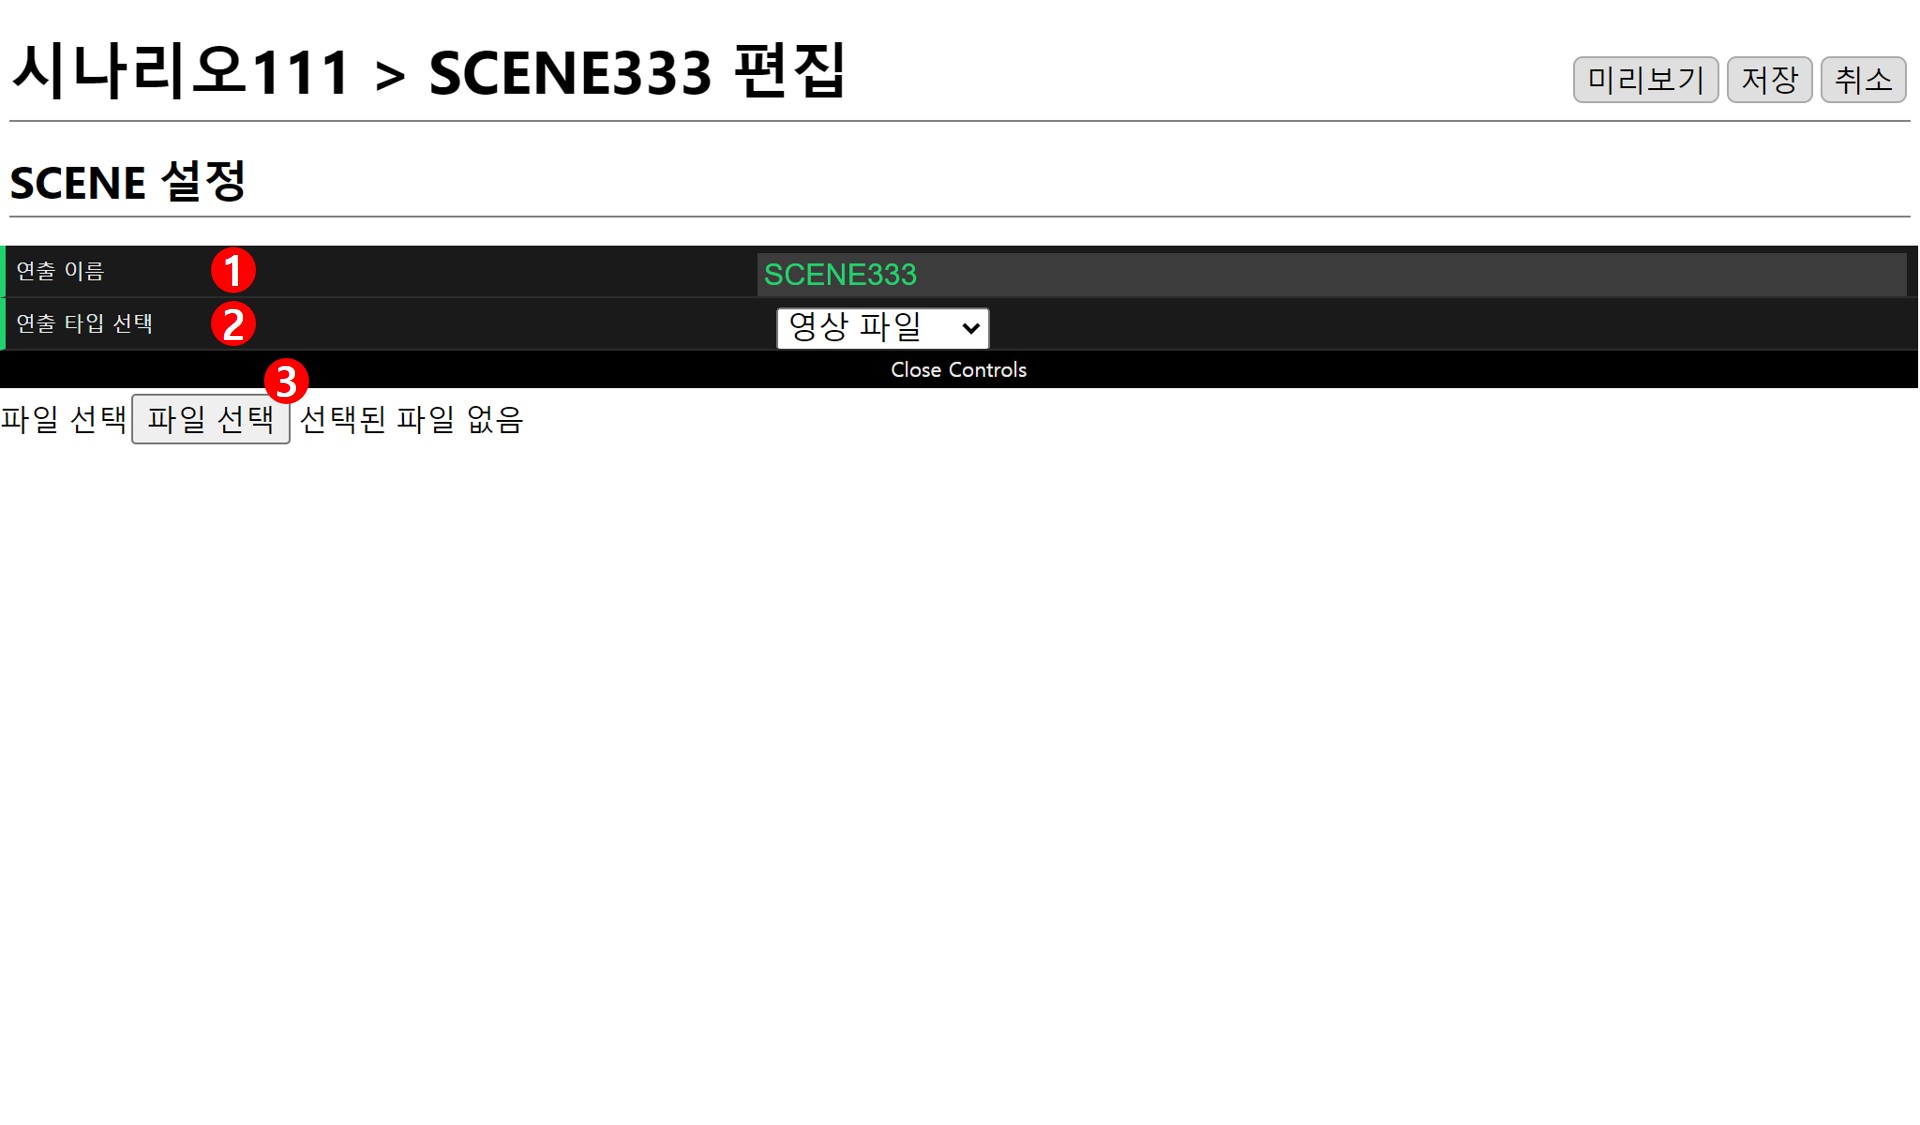 시나리오111 > SCENE333 편집
미리보기 저장 취소
SCENE 설정
연출 이름 1 SCENE333
연출 타입 선택 2 영상 파일
Close Controls
3
파일 선택 파일 선택 선택된 파일 없음